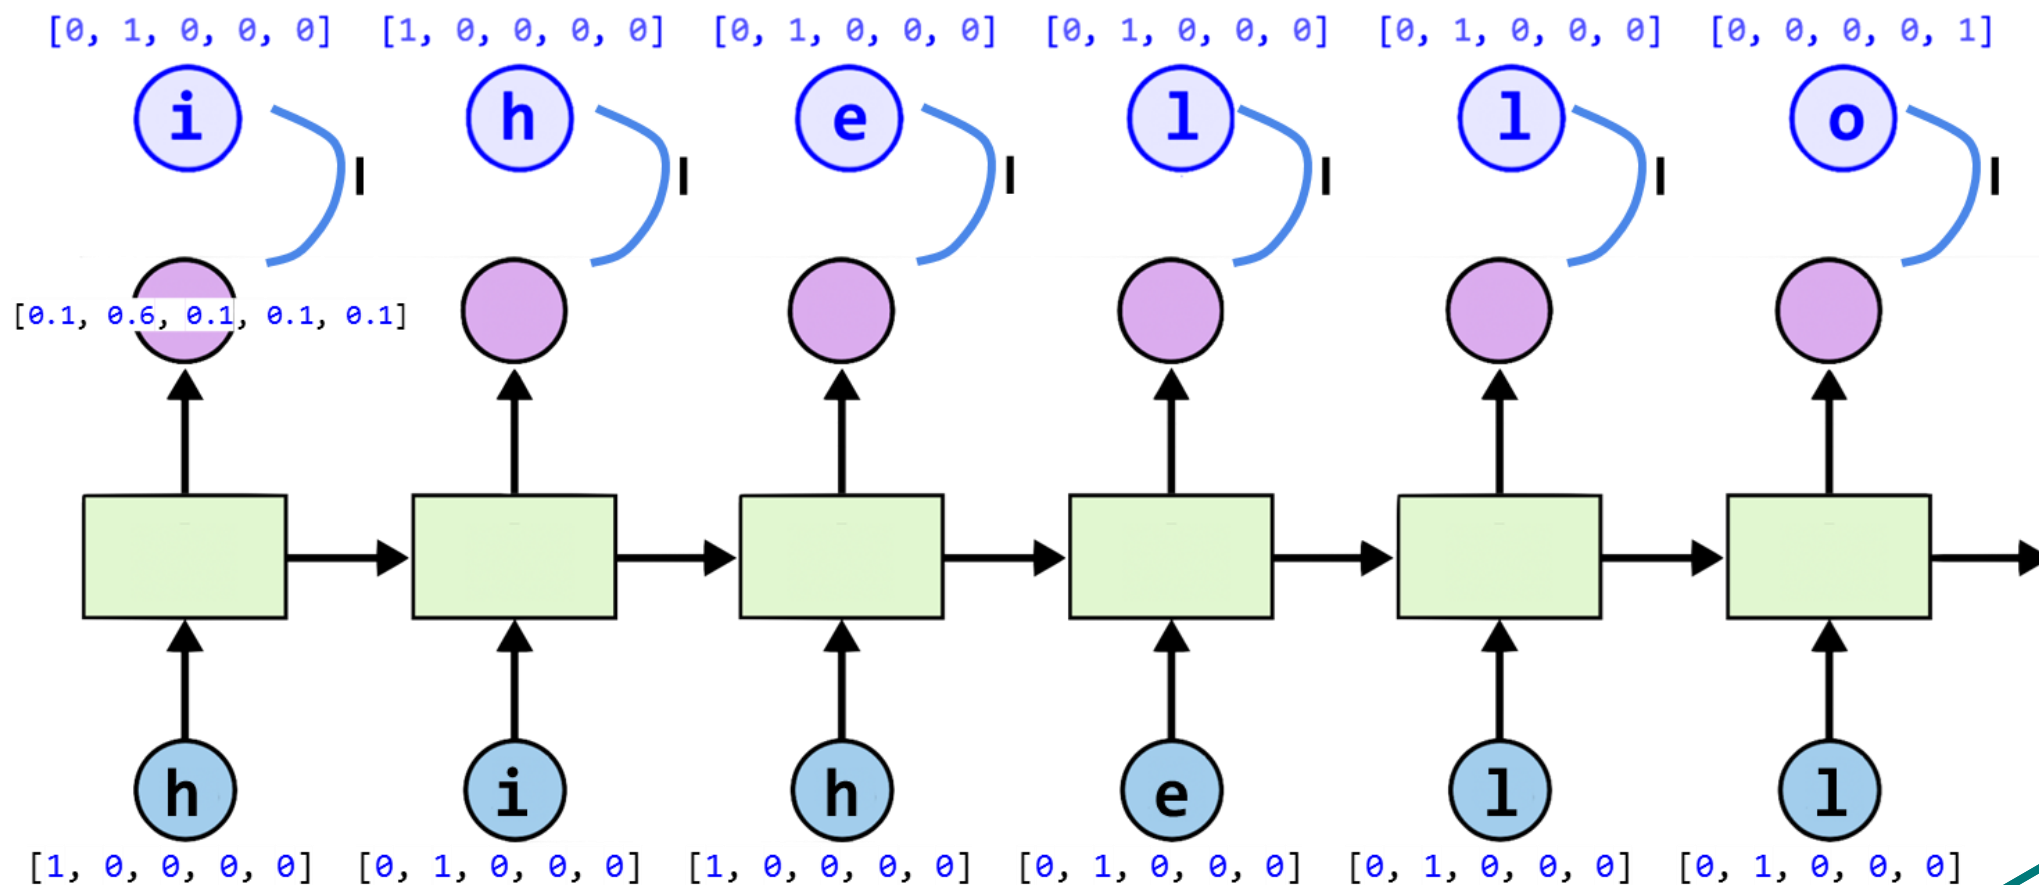 [0, 1, 0, 0, 0] [1, 0, 0, 0, 0] [0, 1, 0, 0, 0] [0, 1, 0, 0, 0] [0, 1, 0, 0, 0] [0, 0, 0, 0, 1]
i h e l l o
l l l l l l
[0.1, 0.6, 0.1, 0.1, 0.1]
h i h e l l
[1, 0, 0, 0, 0] [0, 1, 0, 0, 0] [1, 0, 0, 0, 0] [0, 1, 0, 0, 0] [0, 1, 0, 0, 0] [0, 1, 0, 0, 0]